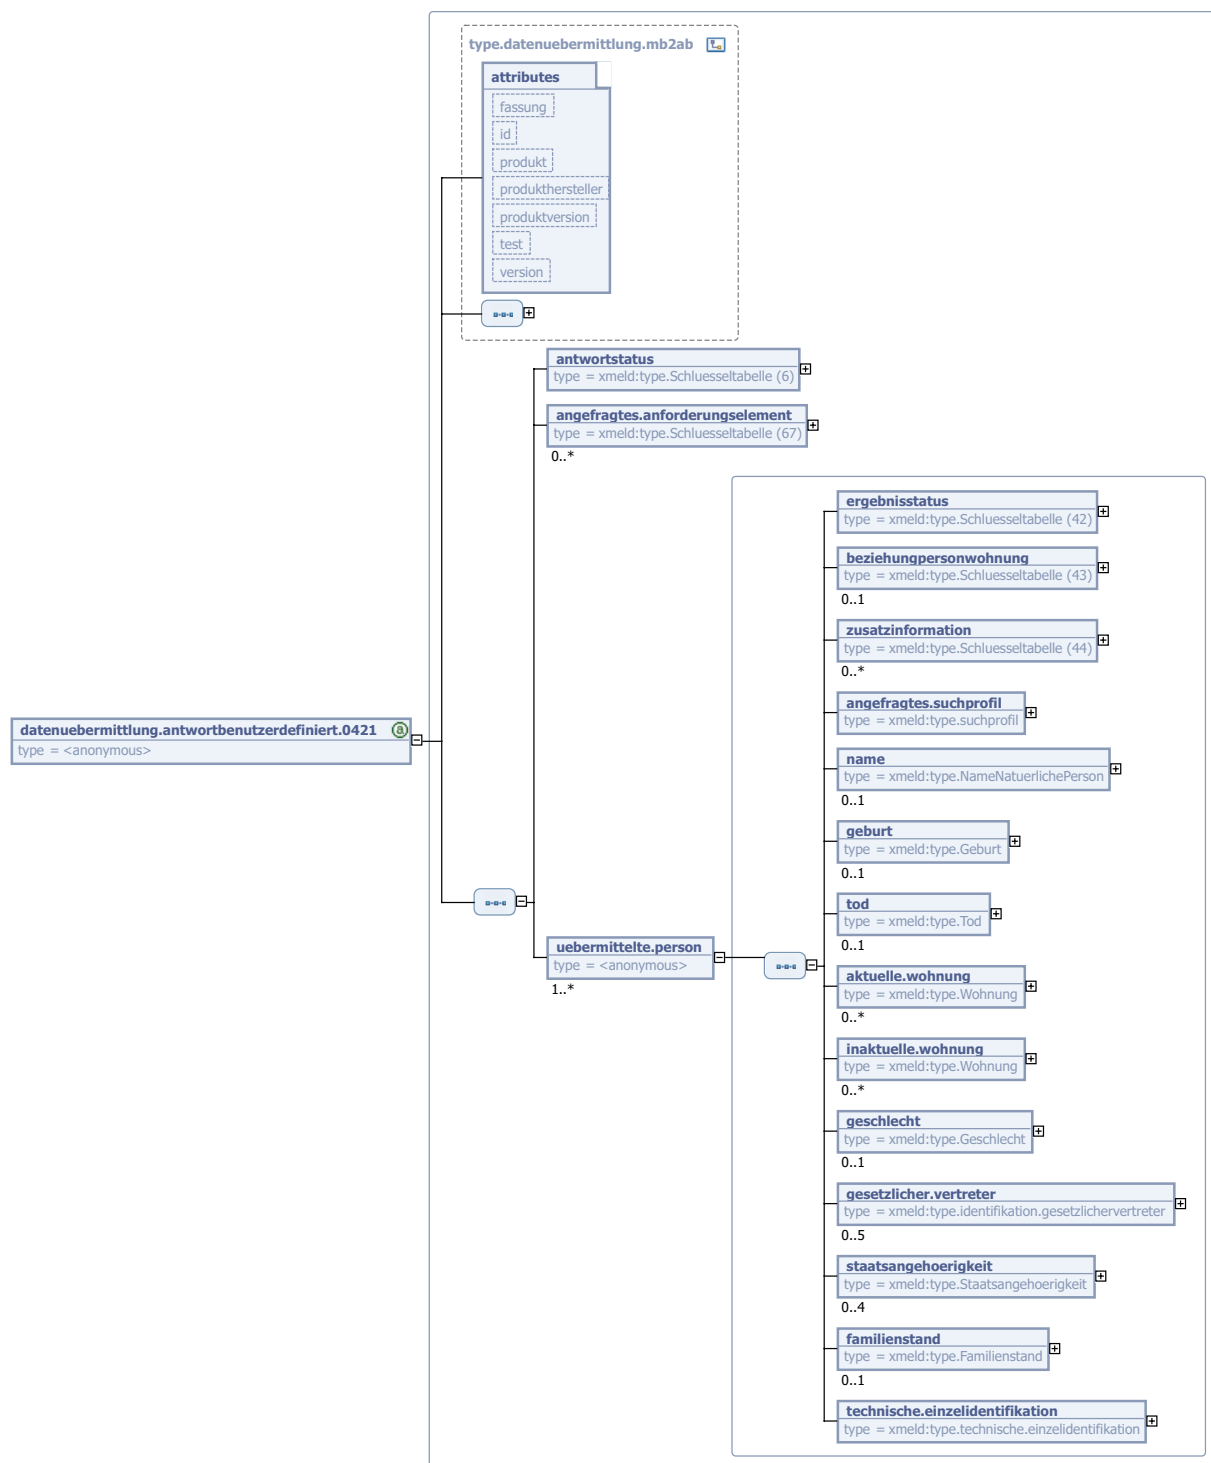 type.datenuebermittlung.mb2ab
attributes
fassung
id
produkt
produkthersteller
produktversion
test
version
antwortstatus
type = xmeld:type.Schluesseltabelle (6)
angefragtes.anforderungselement
type = xmeld:type.Schluesseltabelle (67)
0..*
ergebnisstatus
type = xmeld:type.Schluesseltabelle (42)
beziehungpersonwohnung
type = xmeld:type.Schluesseltabelle (43)
0..1
zusatzinformation
type = xmeld:type.Schluesseltabelle (44)
0..*
angefragtes.suchprofil
type = xmeld:type.suchprofil
datenuebermittlung.antwortbenutzerdefiniert.0421 a
type = <anonymous>
name
type = xmeld:type.NameNatuerlichePerson
0..1
geburt
type = xmeld:type.Geburt
0..1
tod
type = xmeld:type.Tod
0..1
uebermittelte.person
type = <anonymous>
1..*
aktuelle.wohnung
type = xmeld:type.Wohnung
0..*
inaktuelle.wohnung
type = xmeld:type.Wohnung
0..*
geschlecht
type = xmeld:type.Geschlecht
0..1
gesetzlicher.vertreter
type = xmeld:type.identifikation.gesetzlichervertreter
0..5
staatsangehoerigkeit
type = xmeld:type.Staatsangehoerigkeit
0..4
familienstand
type = xmeld:type.Familienstand
0..1
technische.einzelidentifikation
type = xmeld:type.technische.einzelidentifikation